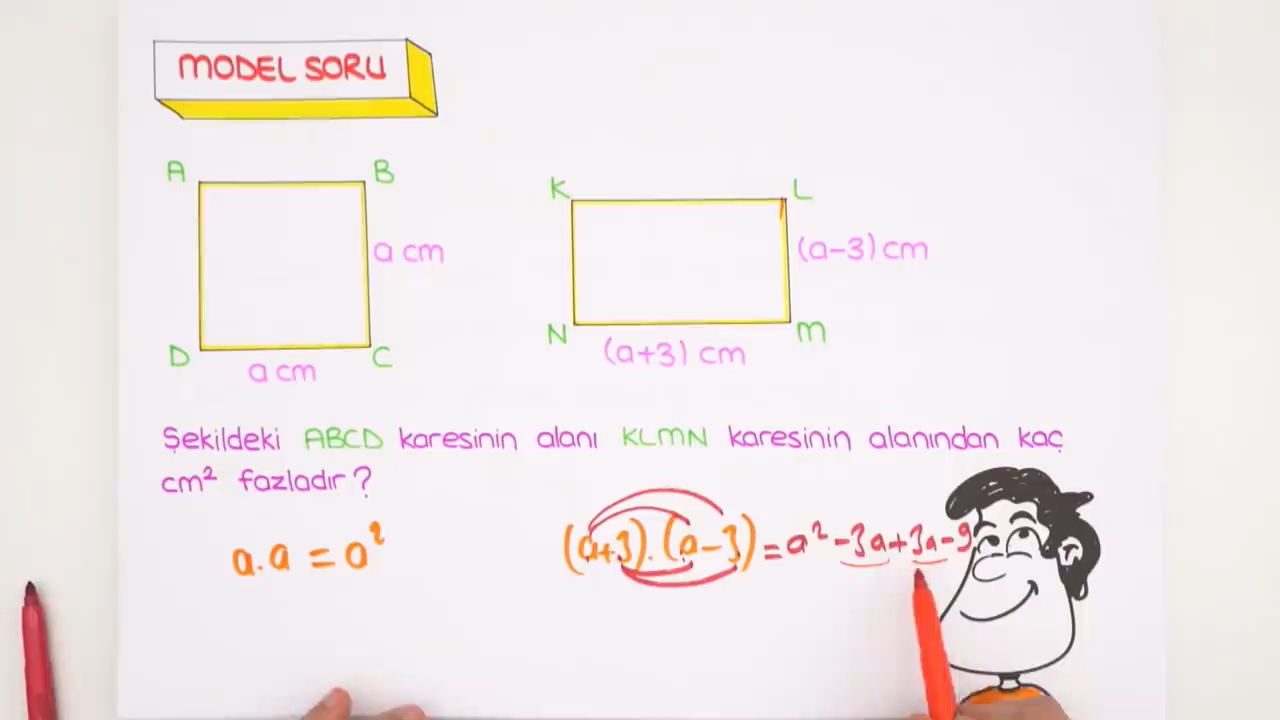 MODEL SORU
A
B
a cm
D
C
a cm
K
L
(a-3) cm
N
M
(a+3) cm
Şekildeki ABCD karesinin alanı KLMN karesinin alanından kaç
cm² fazladır?
a.a = a²
(a+3).(a-3) = a² -3a+3a-9